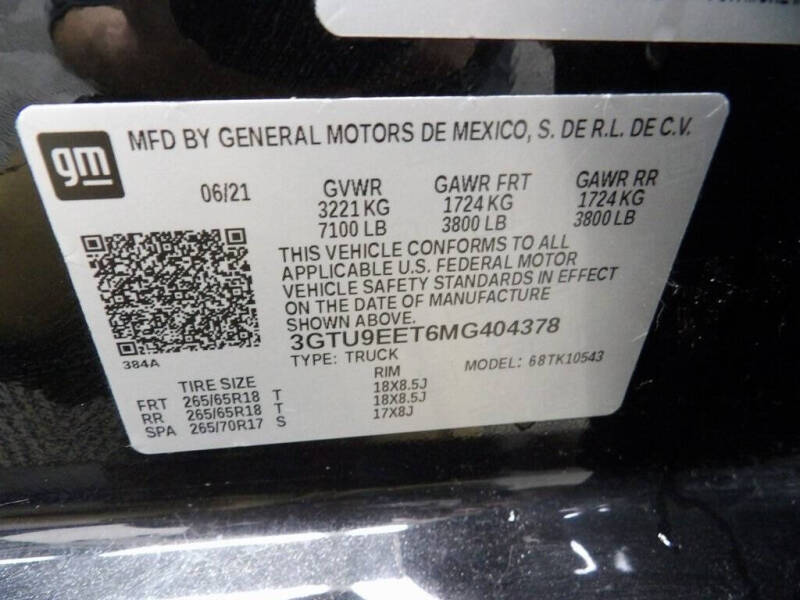 gm
MFD BY GENERAL MOTORS DE MEXICO, S. DE R.L. DE C.V.
06/21
GVWR GAWR FRT GAWR RR
3221 KG 1724 KG 1724 KG
7100 LB 3800 LB 3800 LB
THIS VEHICLE CONFORMS TO ALL
APPLICABLE U.S. FEDERAL MOTOR
VEHICLE SAFETY STANDARDS IN EFFECT
ON THE DATE OF MANUFACTURE
SHOWN ABOVE.
3GTU9EET6MG404378
384A
TYPE: TRUCK MODEL: 68TK10543
TIRE SIZE RIM
FRT 265/65R18 T 18X8.5J
RR 265/65R18 T 18X8.5J
SPA 265/70R17 S 17X8J